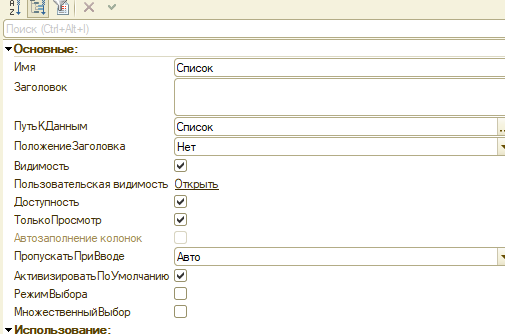 Поиск (Ctrl+Alt+I)
Основные:
Имя Список
Заголовок
ПутьКДанным Список ...
ПоложениеЗаголовка Нет
Видимость
Пользовательская видимость Открыть
Доступность
ТолькоПросмотр
Автозаполнение колонок
ПропускатьПриВводе Авто
АктивизироватьПоУмолчанию
РежимВыбора
МножественныйВыбор
Использование: